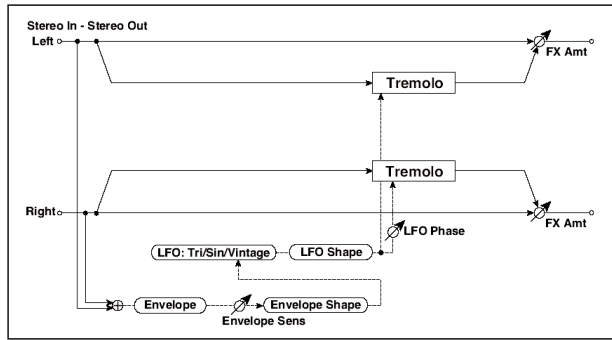 Stereo In - Stereo Out
Left
FX Amt
Tremolo
Tremolo
Right
FX Amt
LFO Phase
LFO: Tri/Sin/Vintage
LFO Shape
Envelope
Envelope Shape
Envelope Sens